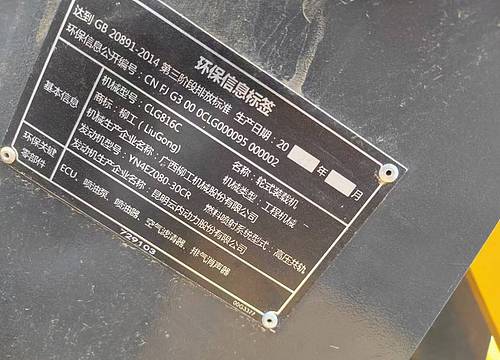 环保信息标签
达到 GB 20891-2014 第三阶段排放标准 生产日期：20 年 月
环保信息公开编号：CN FJ G3 00 0CLG000095 000002
基本信息
机械型号：CLG816C 名称：轮式装载机
商标：柳工（LiuGong） 机械类型：工程机械
机械生产企业名称：广西柳工机械股份有限公司
发动机型号：YN4EZ080-30CR 燃料喷射系统型式：高压共轨
发动机生产企业名称：昆明云内动力股份有限公司
环保关键零部件
ECU、喷油泵、喷油器、空气滤清器、排气消声器
729103
00G3377